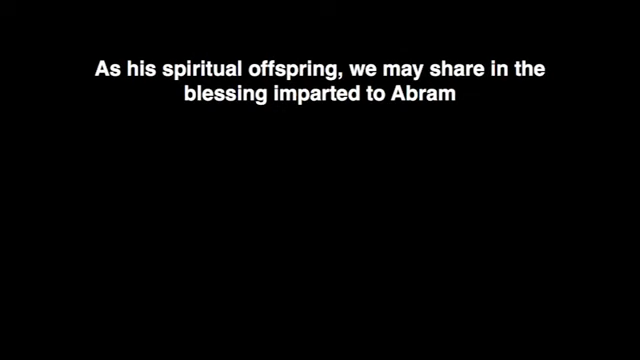 As his spiritual offspring, we may share in the
blessing imparted to Abram